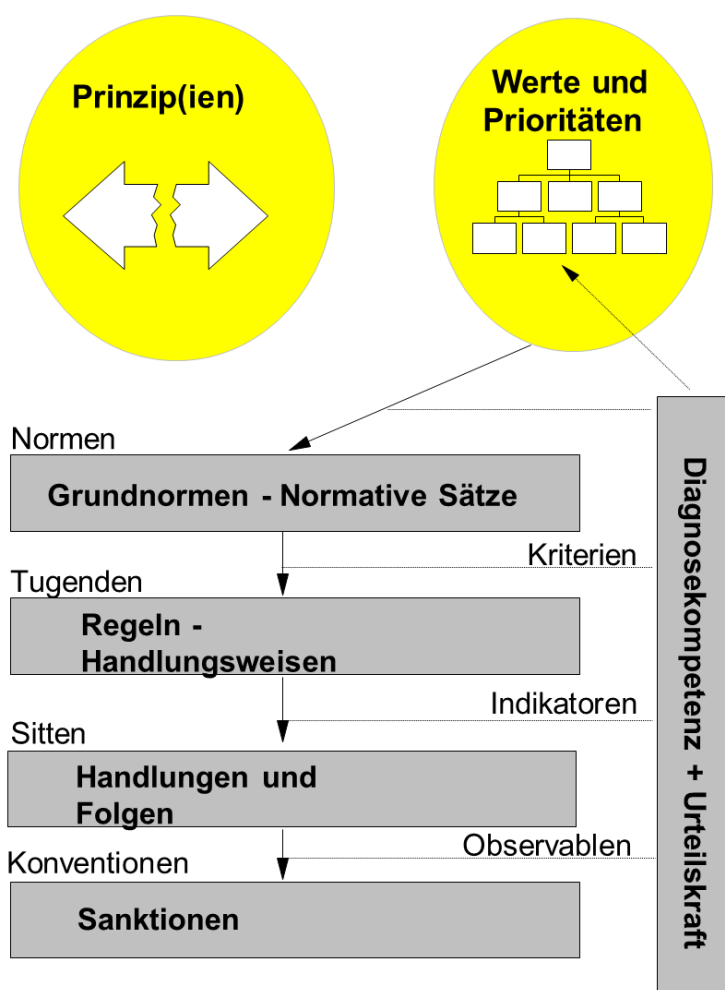 Prinzip(ien)
Werte und
Prioritäten
Normen
Grundnormen - Normative Sätze
Kriterien
Tugenden
Regeln -
Handlungsweisen
Indikatoren
Sitten
Handlungen und
Folgen
Observablen
Konventionen
Sanktionen
Diagnosekompetenz + Urteilskraft